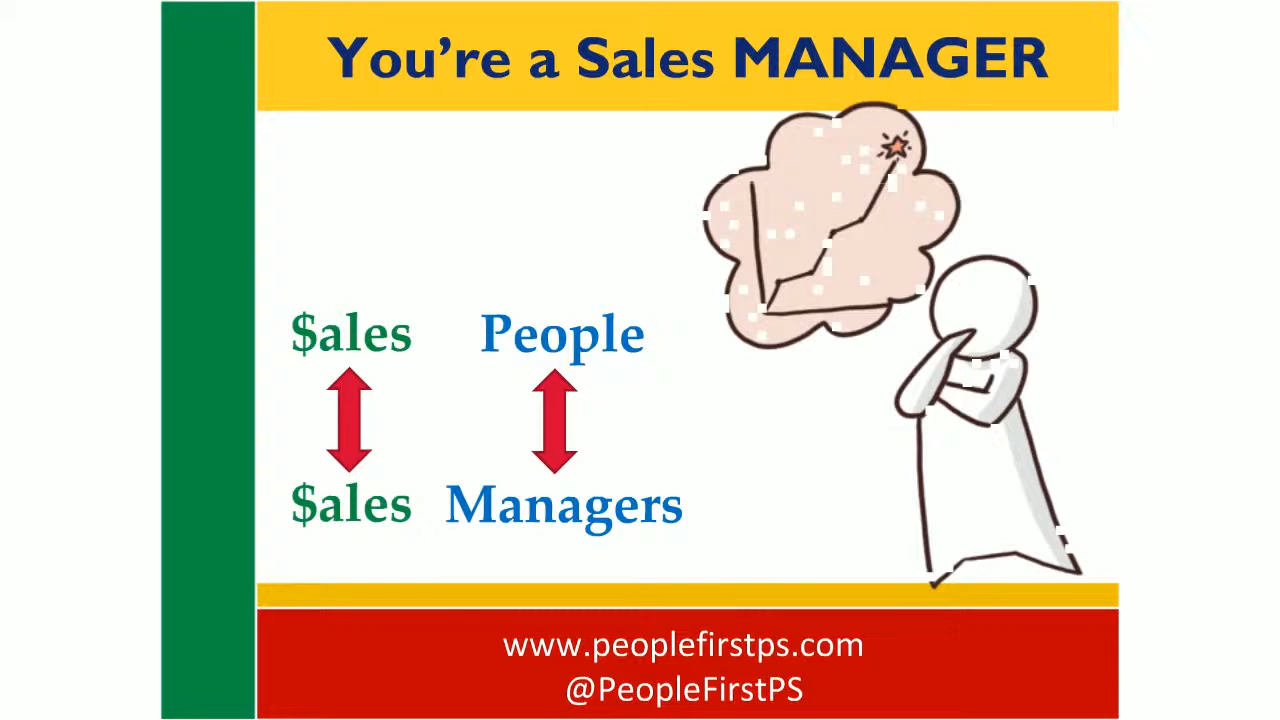 You're a Sales MANAGER
$ales People
$ales Managers
www.peoplefirstps.com
@PeopleFirstPS